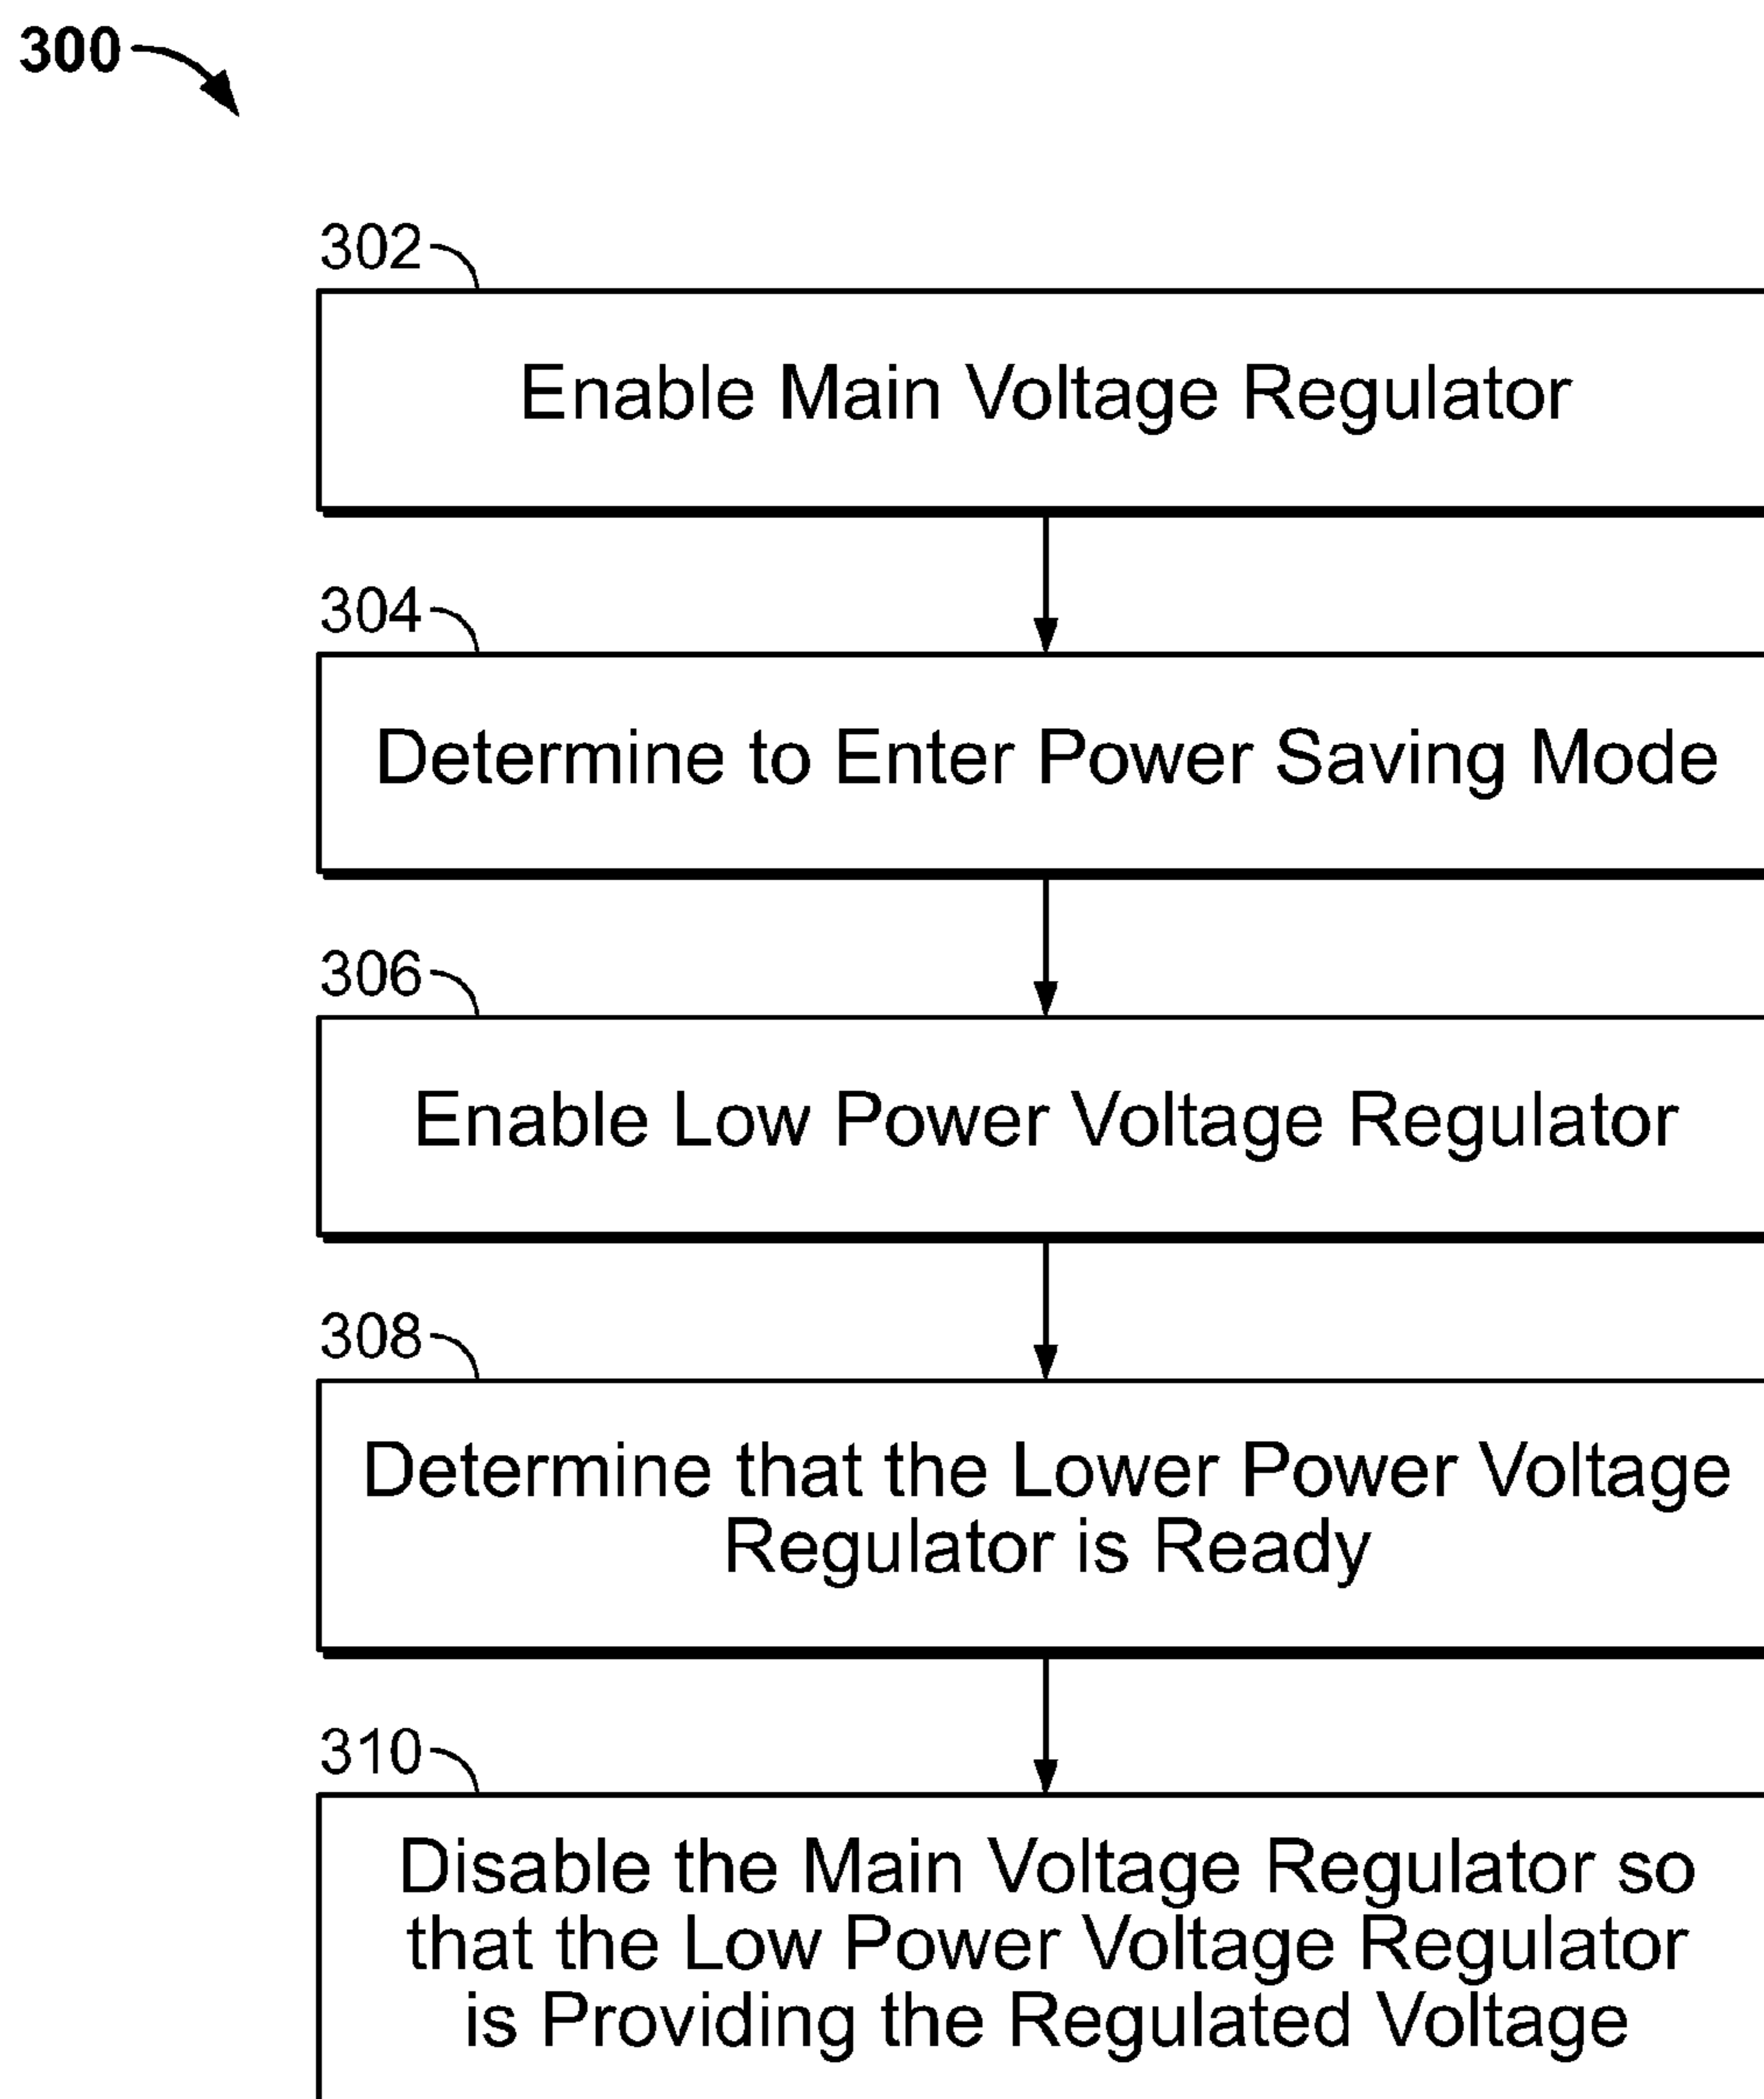 300
302
Enable Main Voltage Regulator
304
Determine to Enter Power Saving Mode
306
Enable Low Power Voltage Regulator
308
Determine that the Lower Power Voltage
Regulator is Ready
310
Disable the Main Voltage Regulator so
that the Low Power Voltage Regulator
is Providing the Regulated Voltage